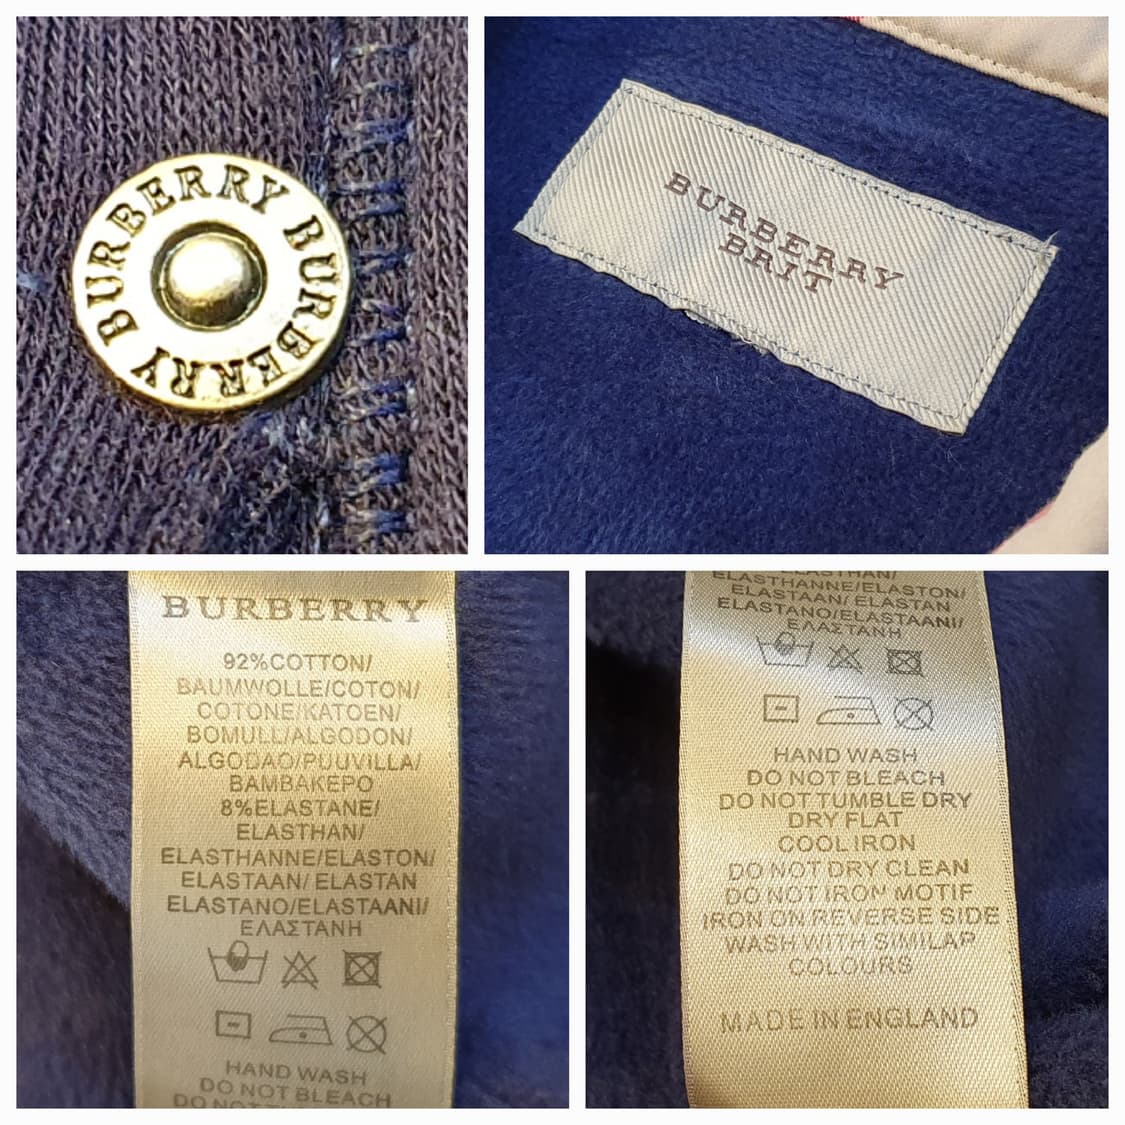 BURBERRY BURBERRY
BURBERRY
BRIT
BURBERRY
92%COTTON/
BAUMWOLLE/COTON/
COTONE/KATOEN/
BOMULL/ALGODON/
ALGODAO/PUUVILLA/
BAMBAKEPO
8%ELASTANE/
ELASTHAN/
ELASTHANNE/ELASTON/
ELASTAAN/ ELASTAN
ELASTANO/ELASTAANI/
ΕΛΑΣΤΑΝΗ
HAND WASH
DO NOT BLEACH
ELASTHAN/
ELASTHANNE/ELASTON/
ELASTAAN/ ELASTAN
ELASTANO/ELASTAANI/
ΕΛΑΣΤΑΝΗ
HAND WASH
DO NOT BLEACH
DO NOT TUMBLE DRY
DRY FLAT
COOL IRON
DO NOT DRY CLEAN
DO NOT IRON MOTIF
IRON ON REVERSE SIDE
WASH WITH SIMILAR
COLOURS
MADE IN ENGLAND